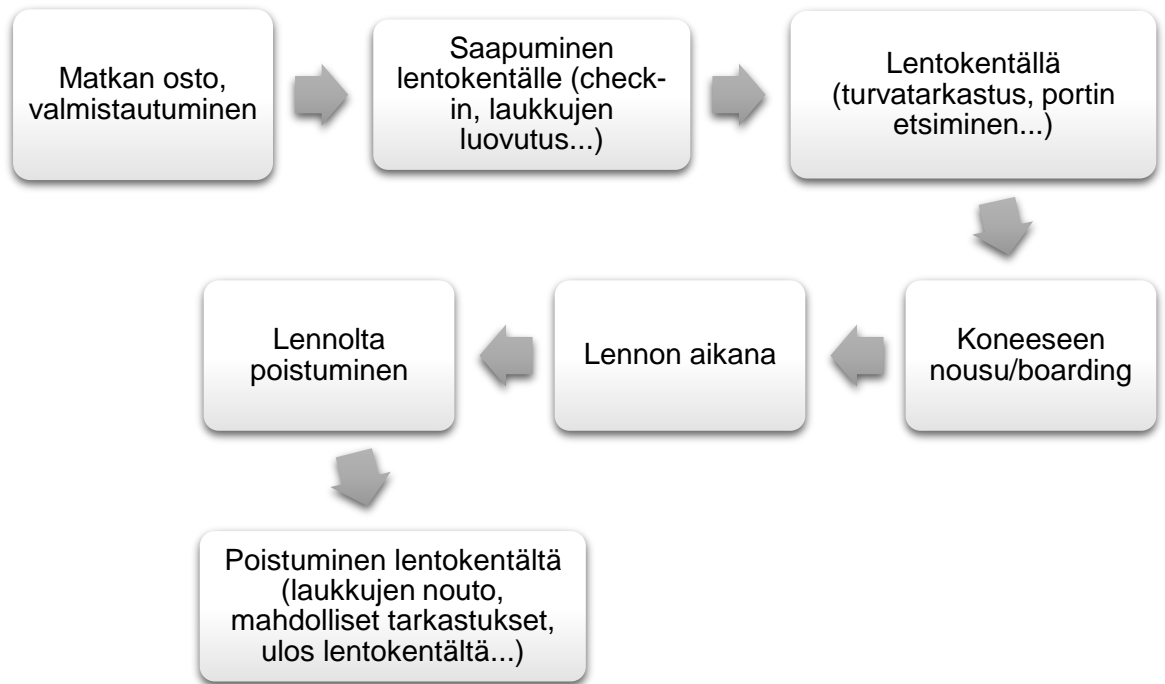 Matkan osto,
valmistautuminen
Saapuminen
lentokentälle (check-
in, laukkujen
luovutus...)
Lentokentällä
(turvatarkastus, portin
etsiminen...)
Koneeseen
nousu/boarding
Lennon aikana
Lennolta
poistuminen
Poistuminen lentokentältä
(laukkujen nouto,
mahdolliset tarkastukset,
ulos lentokentältä...)